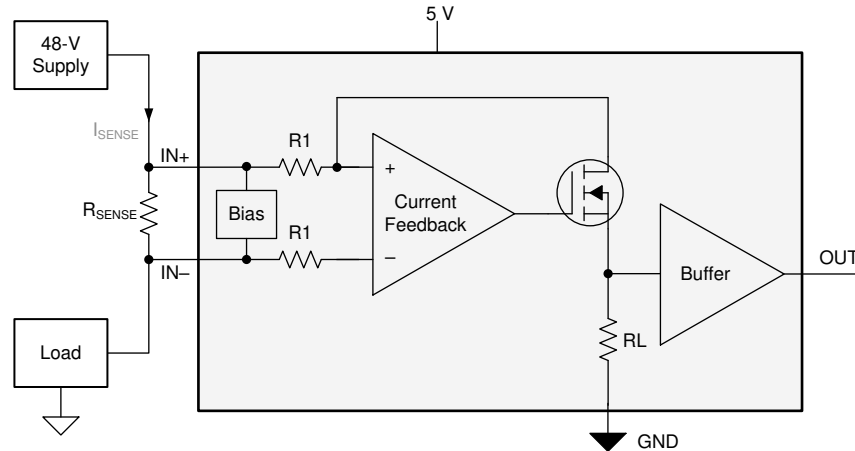 5 V
48-V
Supply
ISENSE
IN+
R1
+
Current
Feedback
RSENSE
Bias
IN–
R1
–
Buffer
OUT
Load
RL
GND